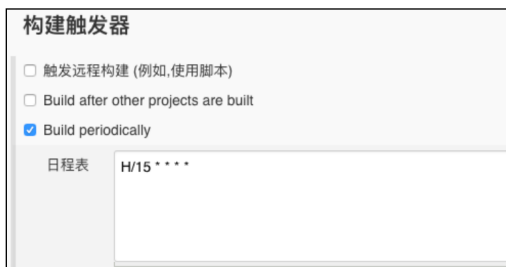 构建触发器
触发远程构建 (例如,使用脚本)
Build after other projects are built
Build periodically
日程表 H/15 * * * *